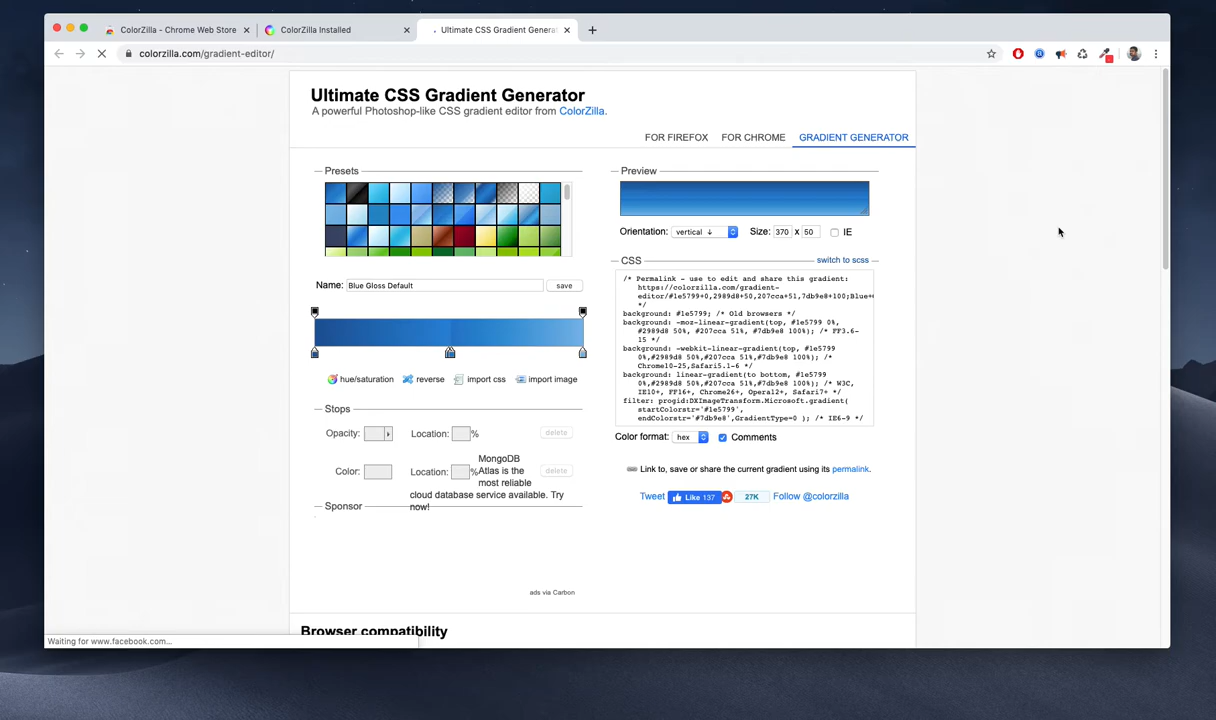 ColorZilla - Chrome Web Store
ColorZilla Installed
Ultimate CSS Gradient Genera
colorzilla.com/gradient-editor/
Ultimate CSS Gradient Generator
A powerful Photoshop-like CSS gradient editor from ColorZilla.
FOR FIREFOX
FOR CHROME
GRADIENT GENERATOR
Presets
Name: Blue Gloss Default
save
hue/saturation
reverse
import css
import image
Stops
Opacity:
Location:
%
delete
Color:
Location:
%
delete
MongoDB
Atlas is the
most reliable
cloud database service available. Try
now!
Sponsor
ads via Carbon
Preview
Orientation: vertical ↓
Size: 370 x 50
IE
CSS
switch to scss
/* Permalink - use to edit and share this gradient:
https://colorzilla.com/gradient-
editor/#1e5799+0,2989d8+50,207cca+51,7db9e8+100;Blue+
*/
background: #1e5799; /* Old browsers */
background: -moz-linear-gradient(top, #1e5799 0%,
#2989d8 50%, #207cca 51%, #7db9e8 100%); /* FF3.6-
15 */
background: -webkit-linear-gradient(top, #1e5799
0%,#2989d8 50%,#207cca 51%,#7db9e8 100%); /*
Chrome10-25,Safari5.1-6 */
background: linear-gradient(to bottom, #1e5799
0%,#2989d8 50%,#207cca 51%,#7db9e8 100%); /* W3C,
IE10+, FF16+, Chrome26+, Opera12+, Safari7+ */
filter: progid:DXImageTransform.Microsoft.gradient(
startColorstr='#1e5799',
endColorstr='#7db9e8',GradientType=0 ); /* IE6-9 */
Color format: hex
Comments
Link to, save or share the current gradient using its permalink.
Tweet
Like 137
27K
Follow @colorzilla
Browser compatibility
Waiting for www.facebook.com...